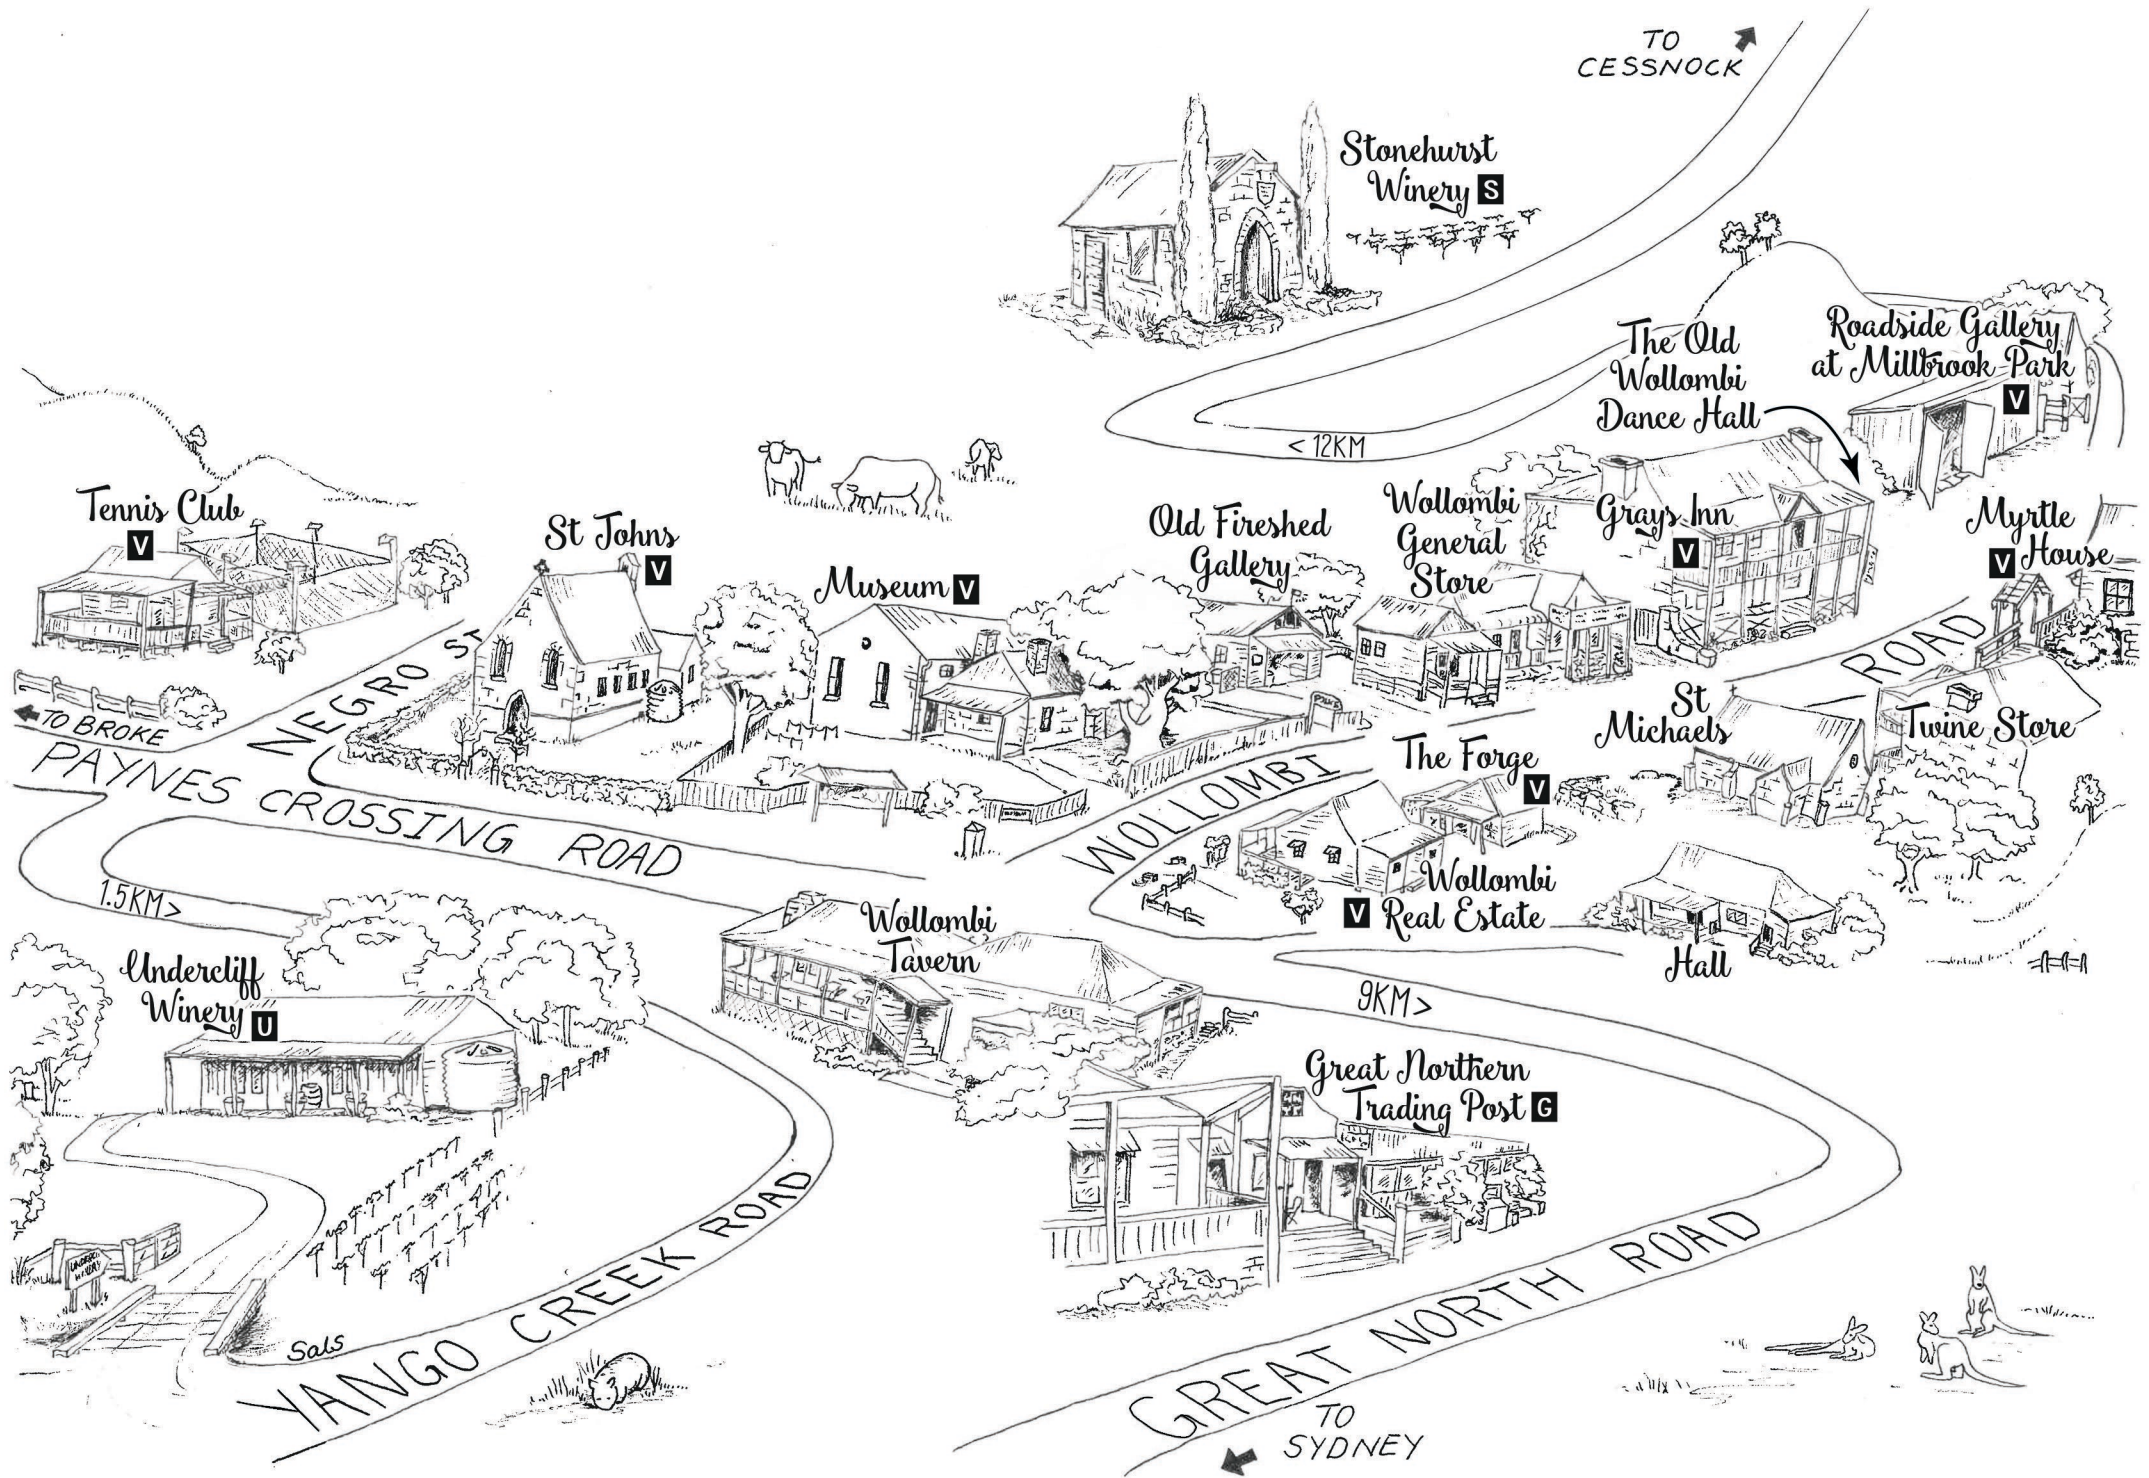 TO
CESSNOCK
Stonehurst
Winery S
< 12KM
The Old
Wollombi
Dance Hall
Roadside Gallery
at Millbrook Park
V
Tennis Club
V
St Johns
V
Museum V
Old Fireshed
Gallery
Wollombi
General
Store
Grays Inn
V
Myrtle
V House
NEGRO ST
TO BROKE
PAYNES CROSSING ROAD
WOLLOMBI ROAD
St
Michaels
Twine Store
The Forge
V
Wollombi
V Real Estate
Hall
1.5KM>
Undercliff
Winery U
Wollombi
Tavern
9KM>
Great Northern
Trading Post G
Sals
YANGO CREEK ROAD
GREAT NORTH ROAD
TO
SYDNEY